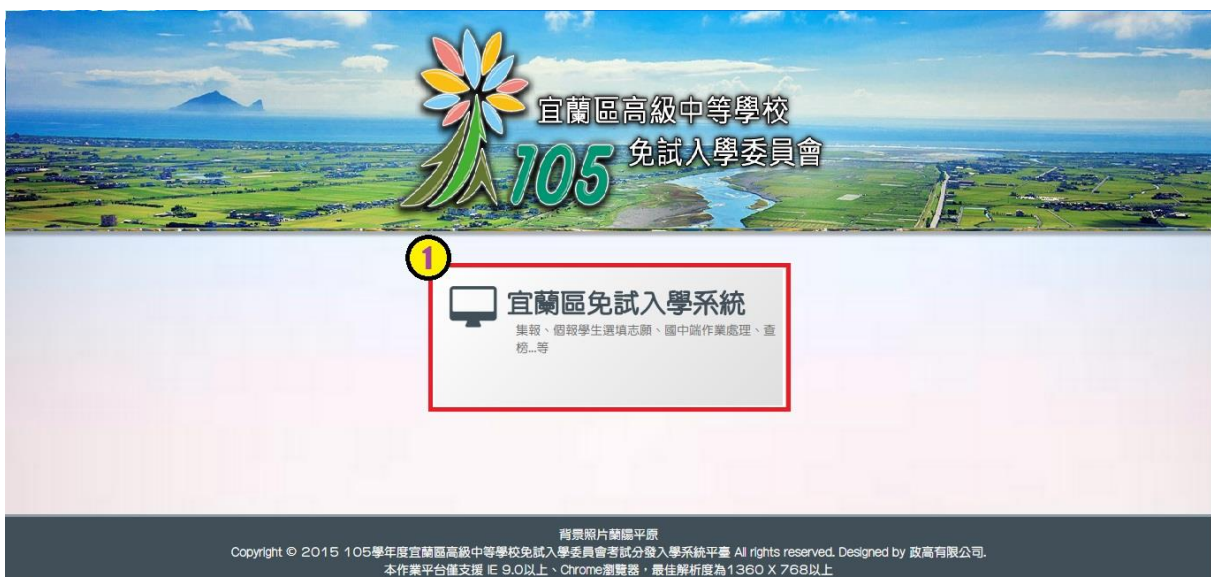 宜蘭區高級中等學校
105 免試入學委員會
1
宜蘭區免試入學系統
集報、個報學生選填志願、國中端作業處理、查
榜...等
背景照片蘭陽平原
Copyright © 2015 105學年度宜蘭區高級中等學校免試入學委員會考試分發入學系統平臺 All rights reserved. Designed by 政高有限公司.
本作業平台僅支援 IE 9.0以上、Chrome瀏覽器，最佳解析度為1360 X 768以上